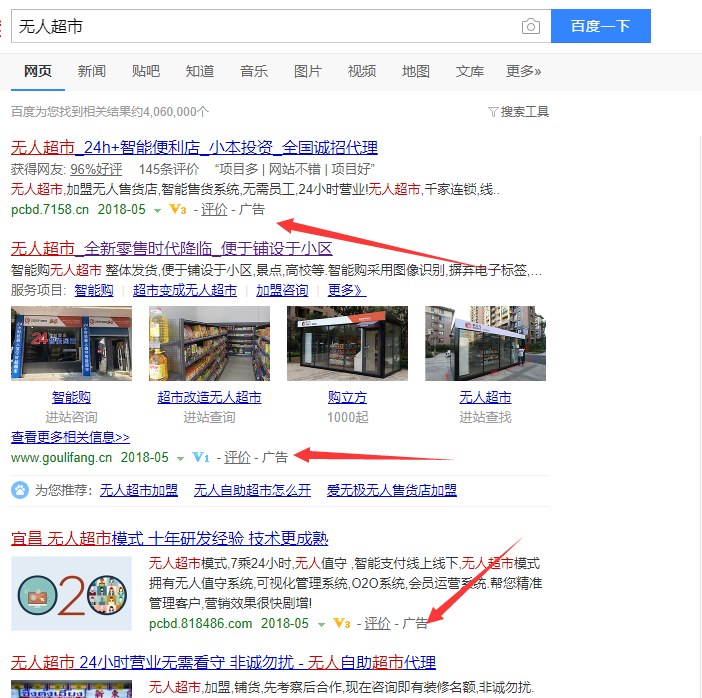 无人超市
百度一下
网页 新闻 贴吧 知道 音乐 图片 视频 地图 文库 更多»
百度为您找到相关结果约4,060,000个 搜索工具
无人超市_24h+智能便利店_小本投资_全国诚招代理
获得网友: 96%好评 145条评价 “项目多 | 网站不错 | 项目好”
无人超市,加盟无人售货店,智能售货系统,无需员工,24小时营业!无人超市,千家连锁,线..
pcbd.7158.cn 2018-05 V3 - 评价 - 广告
无人超市_全新零售时代降临_便于铺设于小区
智能购无人超市 整体发货,便于铺设于小区,景点,高校等.智能购采用图像识别,摒弃电子标签,…
服务项目: 智能购 | 超市变成无人超市 | 加盟咨询 | 更多》
24
智能购 超市改造无人超市 购立方 无人超市
进站咨询 进站查询 1000起 进站查找
查看更多相关信息>>
www.goulifang.cn 2018-05 V1 - 评价 - 广告
为您推荐: 无人超市加盟 无人自助超市怎么开 爱无极无人售货店加盟
宜昌 无人超市模式 十年研发经验 技术更成熟
O2O
无人超市模式,7乘24小时,无人值守 ,智能支付线上线下,无人超市模式
拥有无人值守系统,可视化管理系统,O2O系统,会员运营系统.帮您精准
管理客户,营销效果很快剧增!
pcbd.818486.com 2018-05 V3 - 评价 - 广告
无人超市 24小时营业无需看守 非诚勿扰 - 无人自助超市代理
无人超市,加盟,铺货,先考察后合作,现在咨询即有装修名额,非诚勿扰.